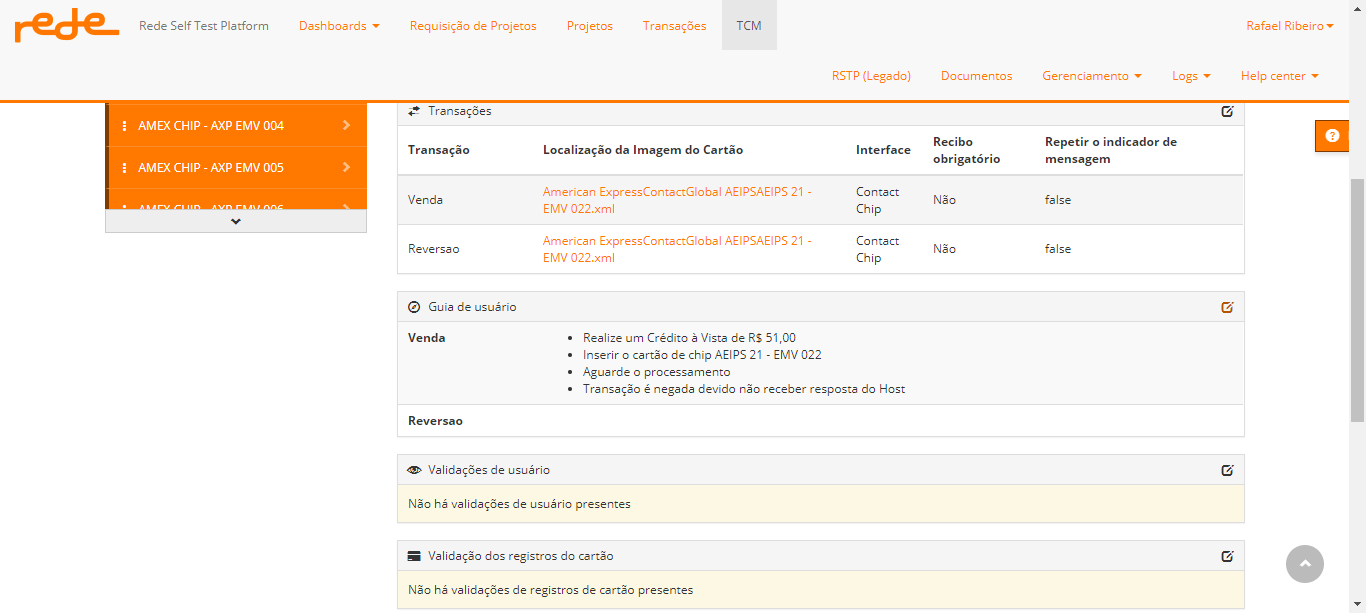 rede
Rede Self Test Platform
Dashboards
Requisição de Projetos
Projetos
Transações
TCM
Rafael Ribeiro
RSTP (Legado)
Documentos
Gerenciamento
Logs
Help center
AMEX CHIP - AXP EMV 004
AMEX CHIP - AXP EMV 005
AMEX CHIP - AXP EMV 006
Transações
Transação
Localização da Imagem do Cartão
Interface
Recibo
obrigatório
Repetir o indicador de
mensagem
Venda
American ExpressContactGlobal AEIPSAEIPS 21 -
EMV 022.xml
Contact
Chip
Não
false
Reversao
American ExpressContactGlobal AEIPSAEIPS 21 -
EMV 022.xml
Contact
Chip
Não
false
Guia de usuário
Venda
Realize um Crédito à Vista de R$ 51,00
Inserir o cartão de chip AEIPS 21 - EMV 022
Aguarde o processamento
Transação é negada devido não receber resposta do Host
Reversao
Validações de usuário
Não há validações de usuário presentes
Validação dos registros do cartão
Não há validações de registros de cartão presentes